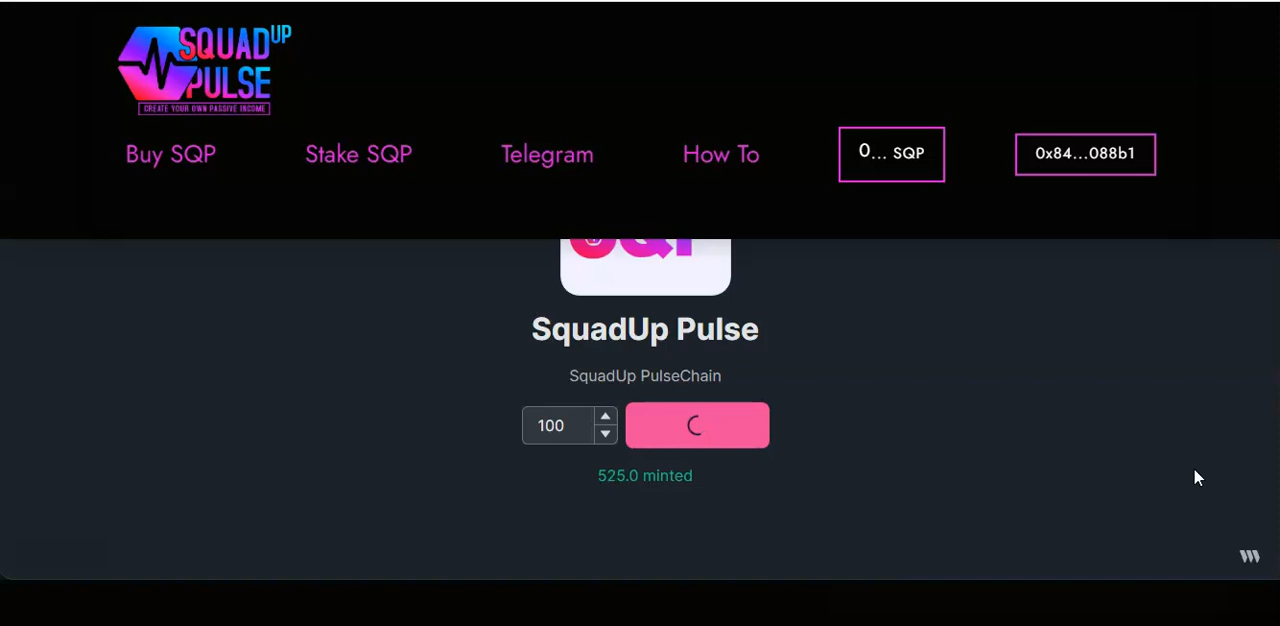 SQUAD UP
PULSE
CREATE YOUR OWN PASSIVE INCOME
Buy SQP
Stake SQP
Telegram
How To
0... SQP
0x84...088b1
SquadUp Pulse
SquadUp PulseChain
100
525.0 minted